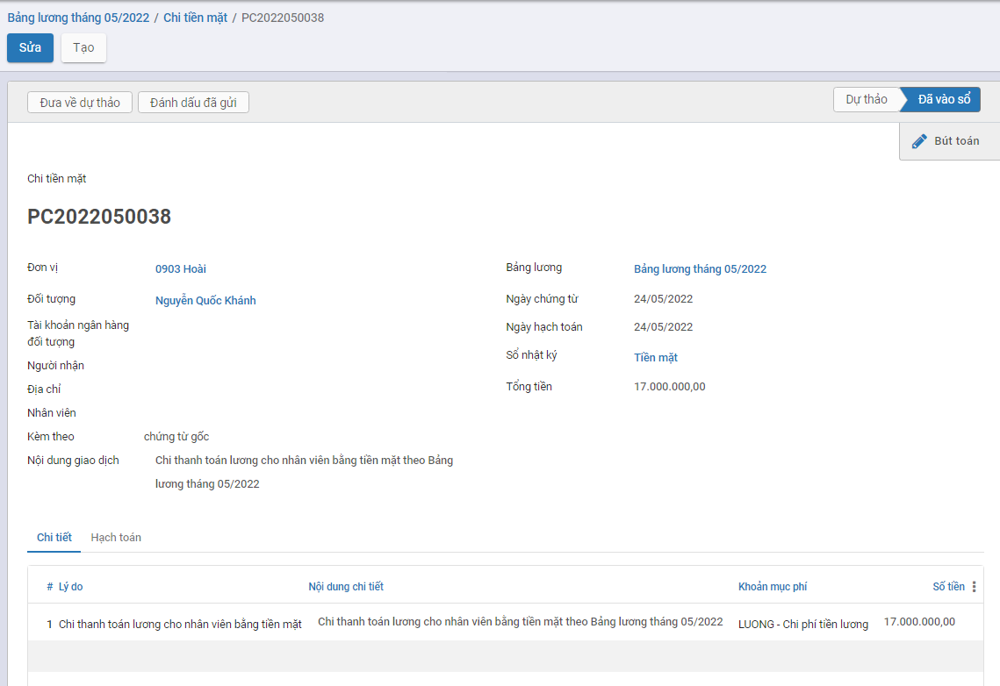 Bảng lương tháng 05/2022 / Chi tiền mặt / PC2022050038
Sửa Tạo
Đưa về dự thảo Đánh dấu đã gửi Dự thảo Đã vào sổ
Bút toán
Chi tiền mặt
PC2022050038
Đơn vị 0903 Hoài Bảng lương Bảng lương tháng 05/2022
Đối tượng Nguyễn Quốc Khánh Ngày chứng từ 24/05/2022
Tài khoản ngân hàng
đối tượng
Ngày hạch toán 24/05/2022
Người nhận Sổ nhật ký Tiền mặt
Địa chỉ Tổng tiền 17.000.000,00
Nhân viên
Kèm theo chứng từ gốc
Nội dung giao dịch Chi thanh toán lương cho nhân viên bằng tiền mặt theo Bảng
lương tháng 05/2022
Chi tiết Hạch toán
# Lý do Nội dung chi tiết Khoản mục phí Số tiền
1 Chi thanh toán lương cho nhân viên bằng tiền mặt Chi thanh toán lương cho nhân viên bằng tiền mặt theo Bảng lương tháng 05/2022 LUONG - Chi phí tiền lương 17.000.000,00